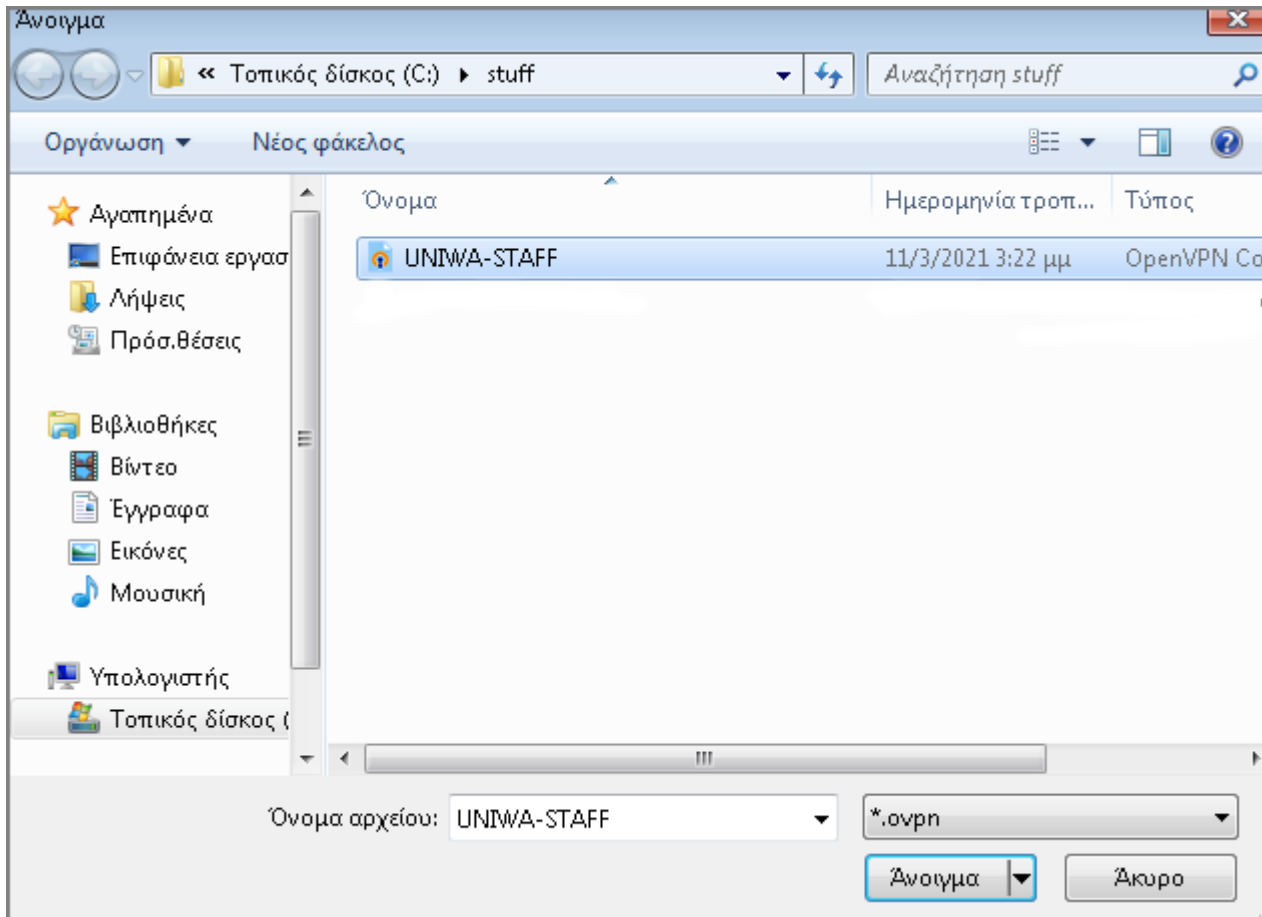 Άνοιγμα
« Τοπικός δίσκος (C:) stuff
Αναζήτηση stuff
Οργάνωση Νέος φάκελος
Όνομα Ημερομηνία τροπ... Τύπος
UNIWA-STAFF 11/3/2021 3:22 μμ OpenVPN Co
Αγαπημένα
Επιφάνεια εργασ
Λήψεις
Πρόσ.θέσεις
Βιβλιοθήκες
Βίντεο
Έγγραφα
Εικόνες
Μουσική
Υπολογιστής
Τοπικός δίσκος (
Όνομα αρχείου: UNIWA-STAFF *.ovpn
Άνοιγμα Άκυρο